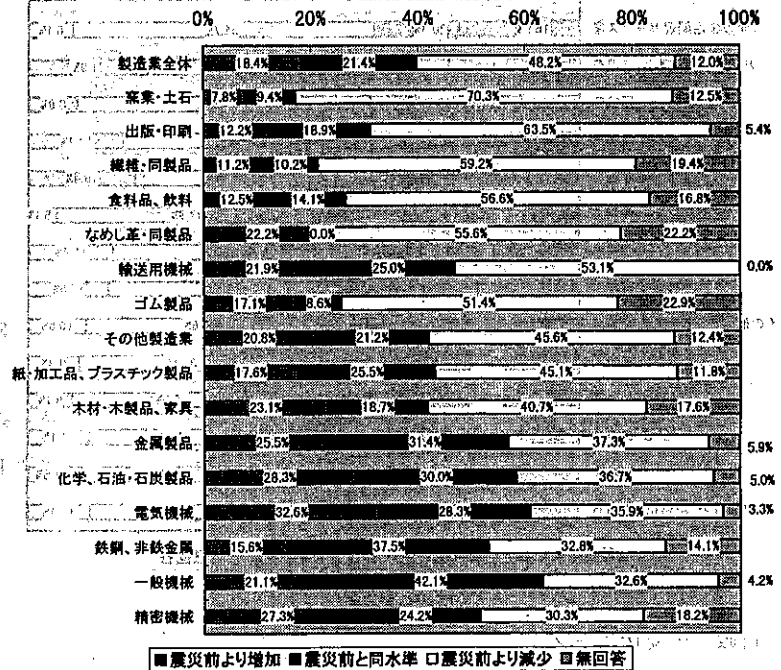 0% 20% 40% 60% 80% 100%
製造業全体 18.4% 21.4% 48.2% 12.0%
窯業・土石 7.8% 9.4% 70.3% 12.5%
出版・印刷 12.2% 18.9% 63.5% 5.4%
繊維・同製品 11.2% 10.2% 59.2% 19.4%
食料品、飲料 12.5% 14.1% 56.6% 16.8%
なめし革・同製品 22.2% 0.0% 55.6% 22.2%
輸送用機械 21.9% 25.0% 53.1% 0.0%
ゴム製品 17.1% 8.6% 51.4% 22.9%
その他製造業 20.8% 21.2% 45.6% 12.4%
紙・加工品、プラスチック製品 17.6% 25.5% 45.1% 11.8%
木材・木製品、家具 23.1% 18.7% 40.7% 17.6%
金属製品 25.5% 31.4% 37.3% 5.9%
化学、石油・石炭製品 28.3% 30.0% 36.7% 5.0%
電気機械 32.6% 28.3% 35.9% 3.3%
鉄鋼、非鉄金属 15.6% 37.5% 32.8% 14.1%
一般機械 21.1% 42.1% 32.6% 4.2%
精密機械 27.3% 24.2% 30.3% 18.2%
■震災前より増加 ■震災前と同水準 □震災前より減少 無回答